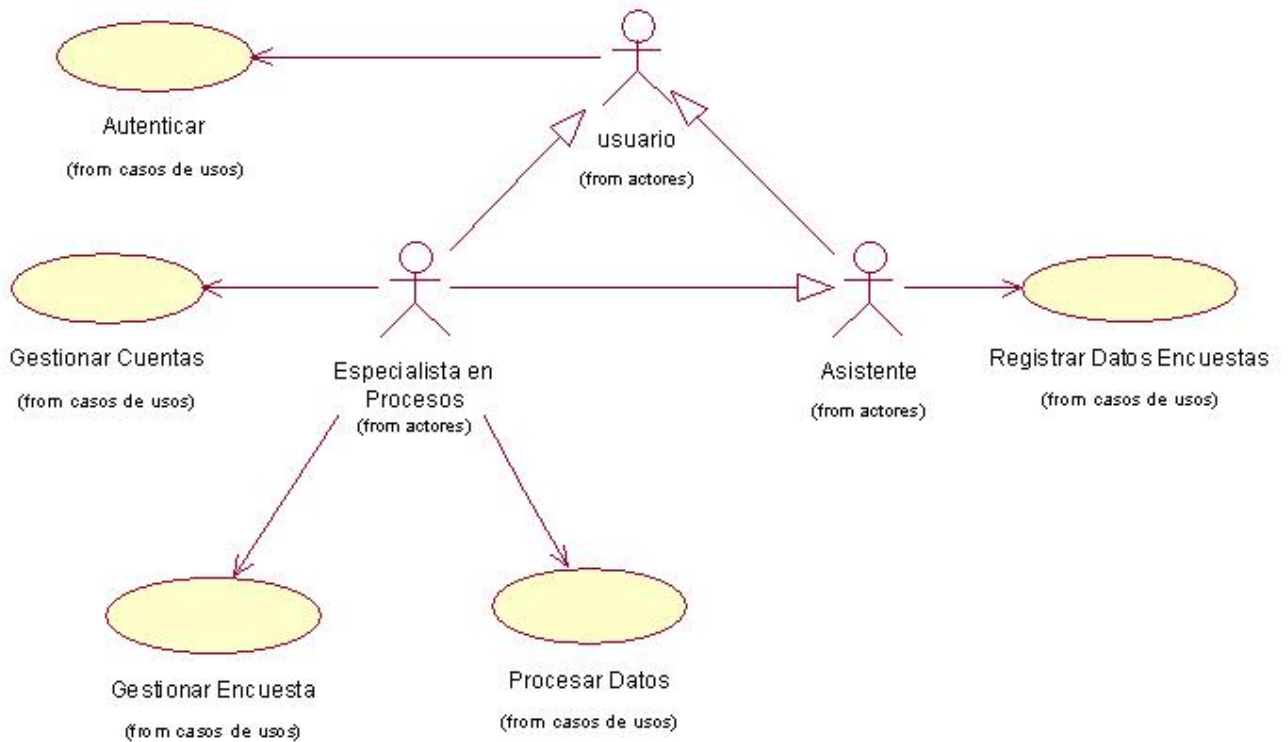 Autenticar
(from casos de usos)
usuario
(from actores)
Gestionar Cuentas
(from casos de usos)
Especialista en
Procesos
(from actores)
Asistente
(from actores)
Registrar Datos Encuestas
(from casos de usos)
Gestionar Encuesta
(from casos de usos)
Procesar Datos
(from casos de usos)